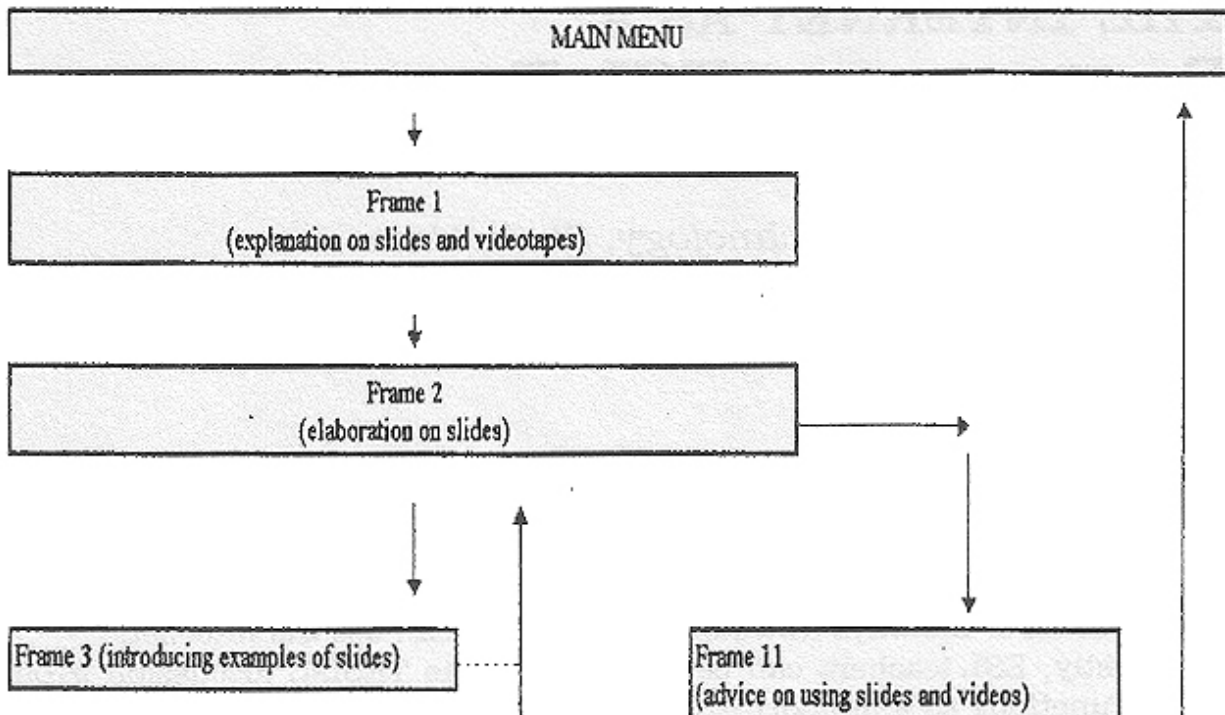 MAIN MENU
Frame 1
(explanation on slides and videotapes)
Frame 2
(elaboration on slides)
Frame 3 (introducing examples of slides)
Frame 11
(advice on using slides and videos)